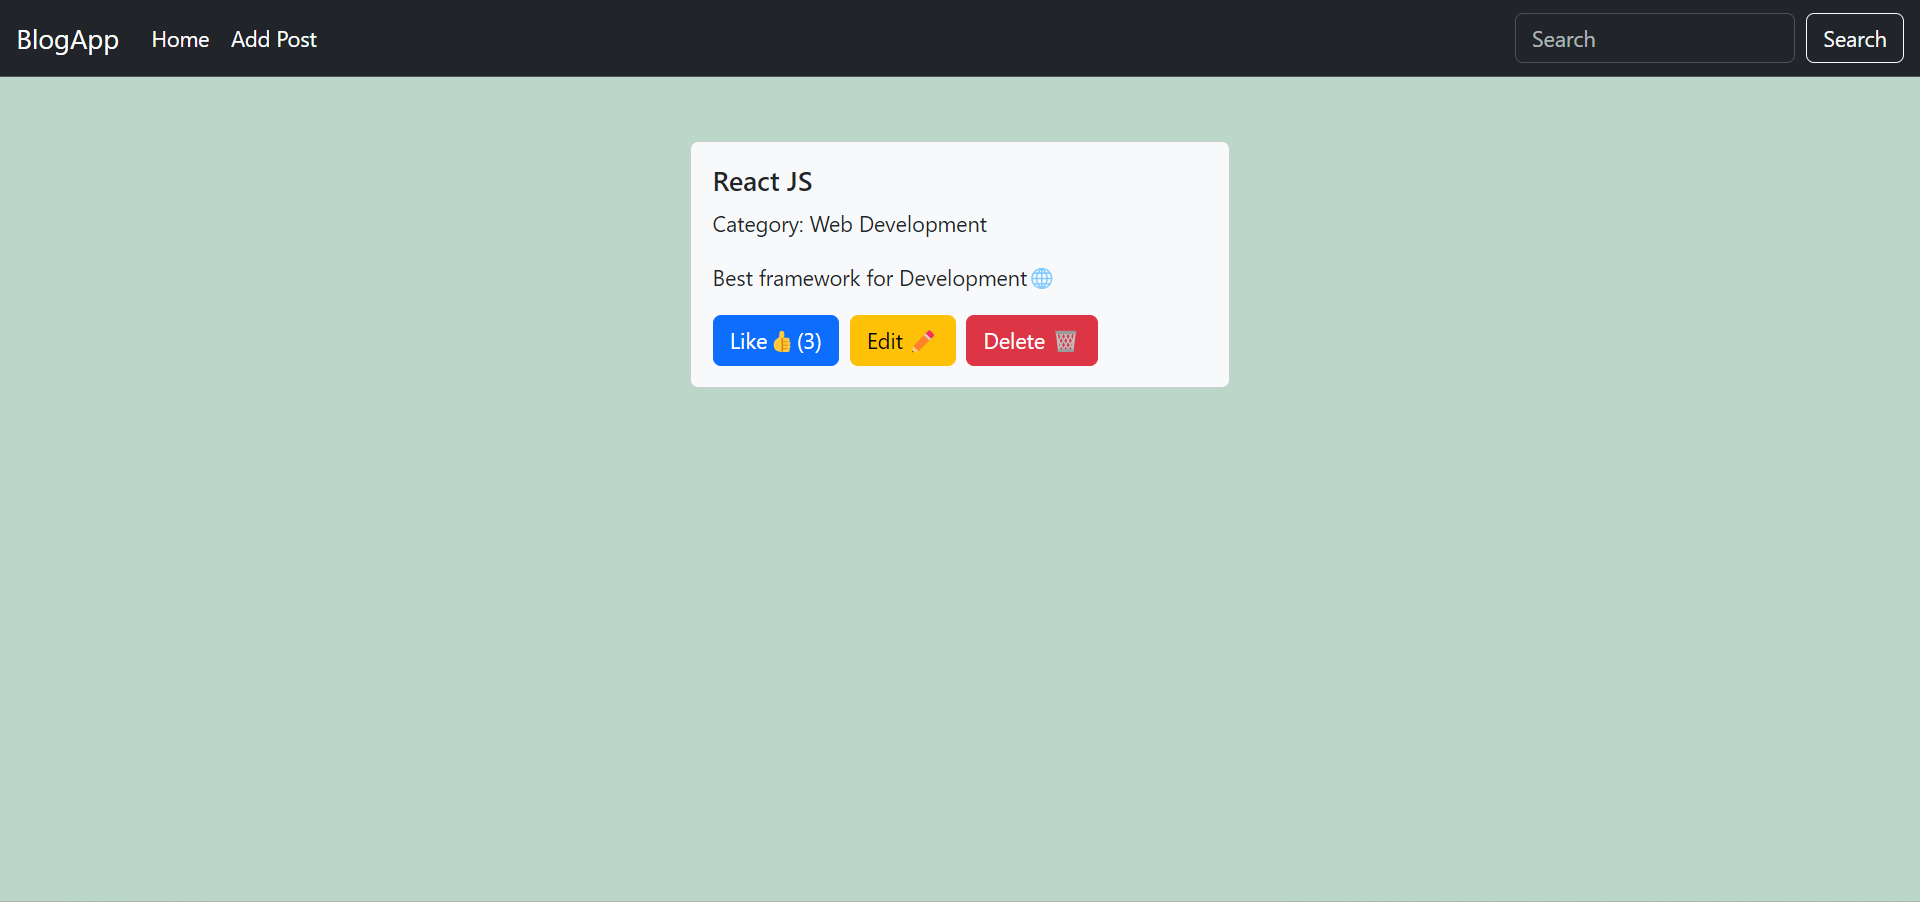 BlogApp Home Add Post Search Search
React JS
Category: Web Development
Best framework for Development🌐
Like👍(3) Edit ✏️ Delete 🗑️